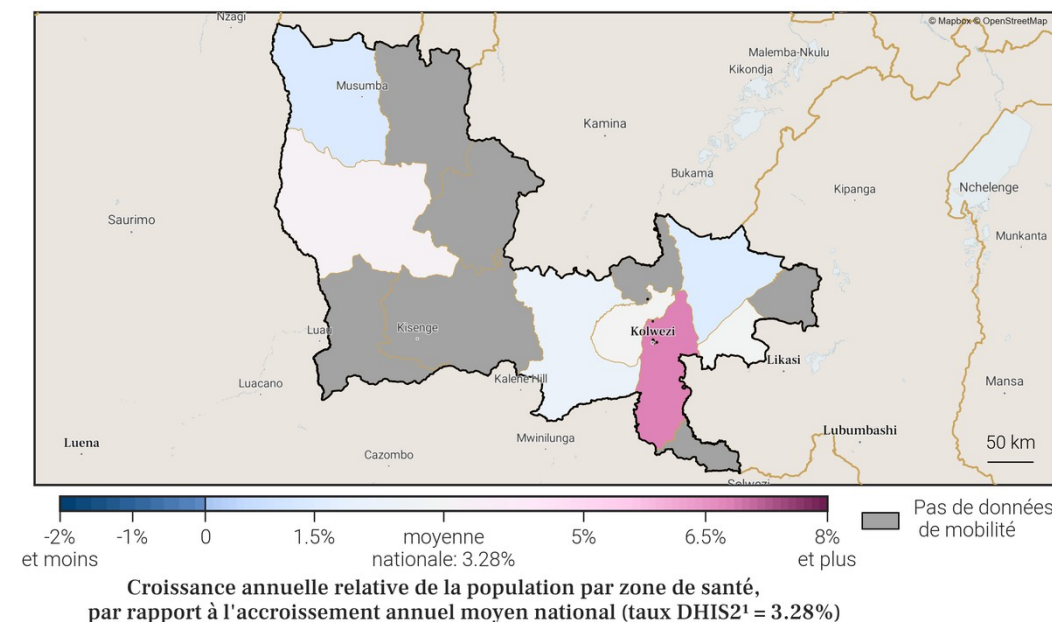 Nzagi
© Mapbox © OpenStreetMap
Malemba-Nkulu
Kikondja
Musumba
Kamina
Bukama
Kipanga
Nchelenge
Saurimo
Munkanta
Luau
Kisenge
Kolwezi
Likasi
Luacano
Kalene Hill
Mansa
Mwinilunga
Lubumbashi
Luena
50 km
Cazombo
Solwezi
-2%
et moins
-1%
0
1.5%
moyenne
nationale: 3.28%
5%
6.5%
8%
et plus
Pas de données
de mobilité
Croissance annuelle relative de la population par zone de santé,
par rapport à l'accroissement annuel moyen national (taux DHIS2¹ = 3.28%)